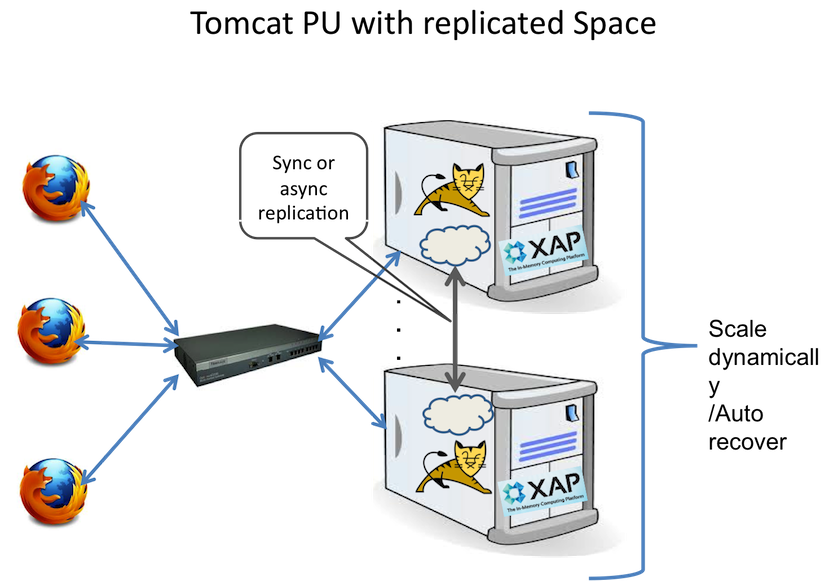 Tomcat PU with replicated Space
Sync or
async
replication
XAP
The In-Memory Computing Platform
XAP
The In-Memory Computing Platform
Scale
dynamicall
y
/Auto
recover